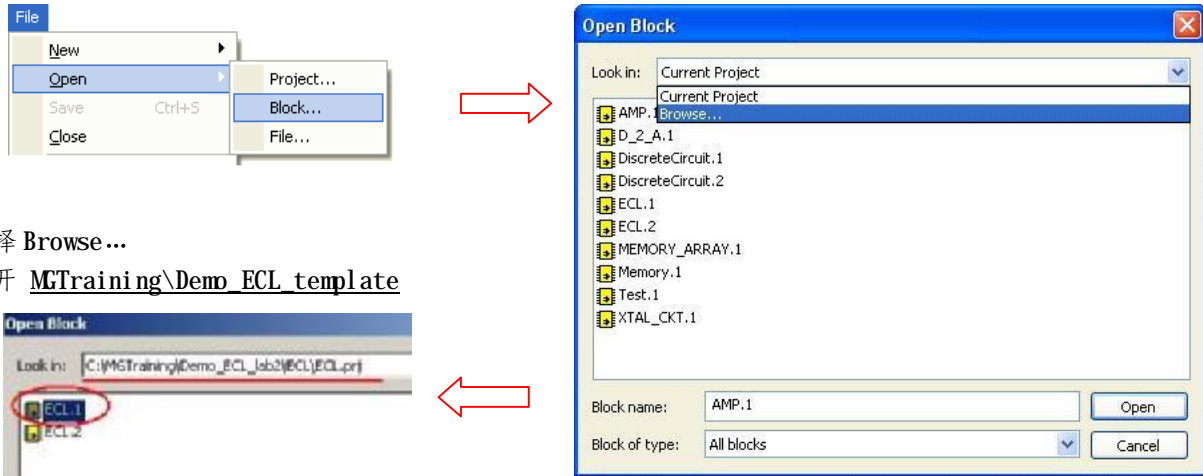 File
New
Open
Save Ctrl+S
Close
Project...
Block...
File...
Open Block
Look in: Current Project
Current Project
Browse...
AMP.1
D_2_A.1
DiscreteCircuit.1
DiscreteCircuit.2
ECL.1
ECL.2
MEMORY_ARRAY.1
Memory.1
Test.1
XTAL_CKT.1
Block name: AMP.1 Open
Block of type: All blocks Cancel
择 Browse…
开 MGTraining\Demo_ECL_template
Open Block
Look in: C:\MGTraining\Demo_ECL_lab2\ECL\ECL.prj
ECL.1
ECL.2